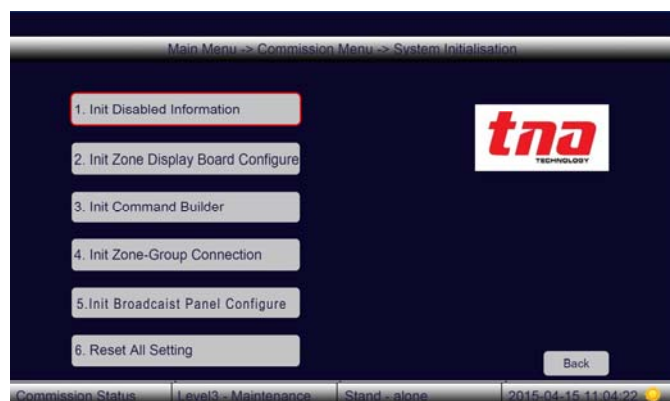 Main Menu -> Commission Menu -> System Initialisation
1. Init Disabled Information
tna
TECHNOLOGY
2. Init Zone Display Board Configure
3. Init Command Builder
4. Init Zone-Group Connection
5.Init Broadcaist Panel Configure
6. Reset All Setting
Back
Commission Status Level3 - Maintenance Stand - alone 2015-04-15 11:04:22